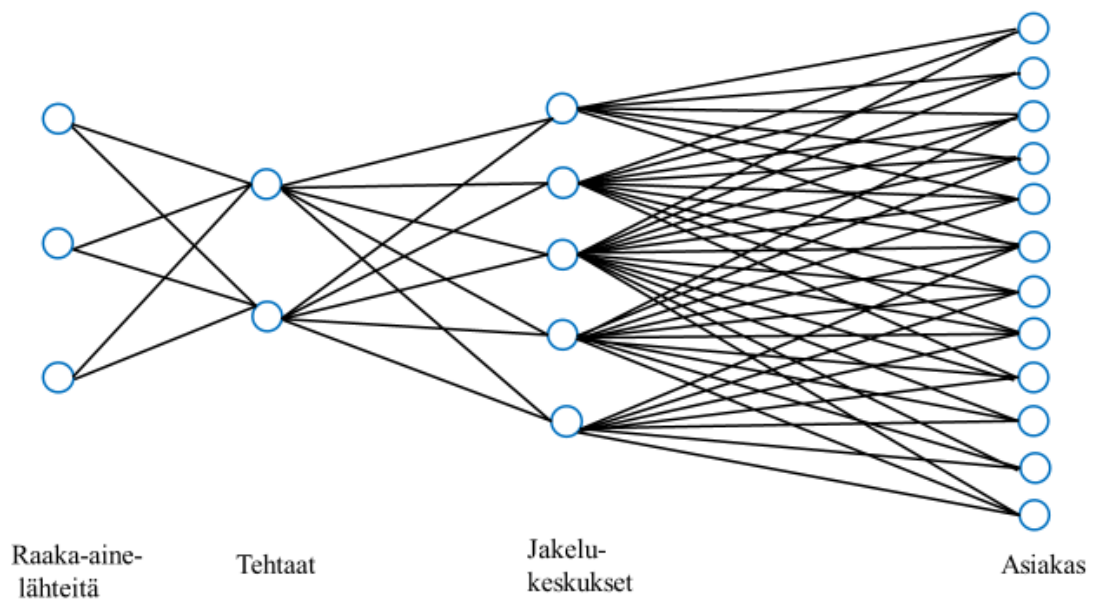 Raaka-aine-
lähteitä
Tehtaat
Jakelu-
keskukset
Asiakas